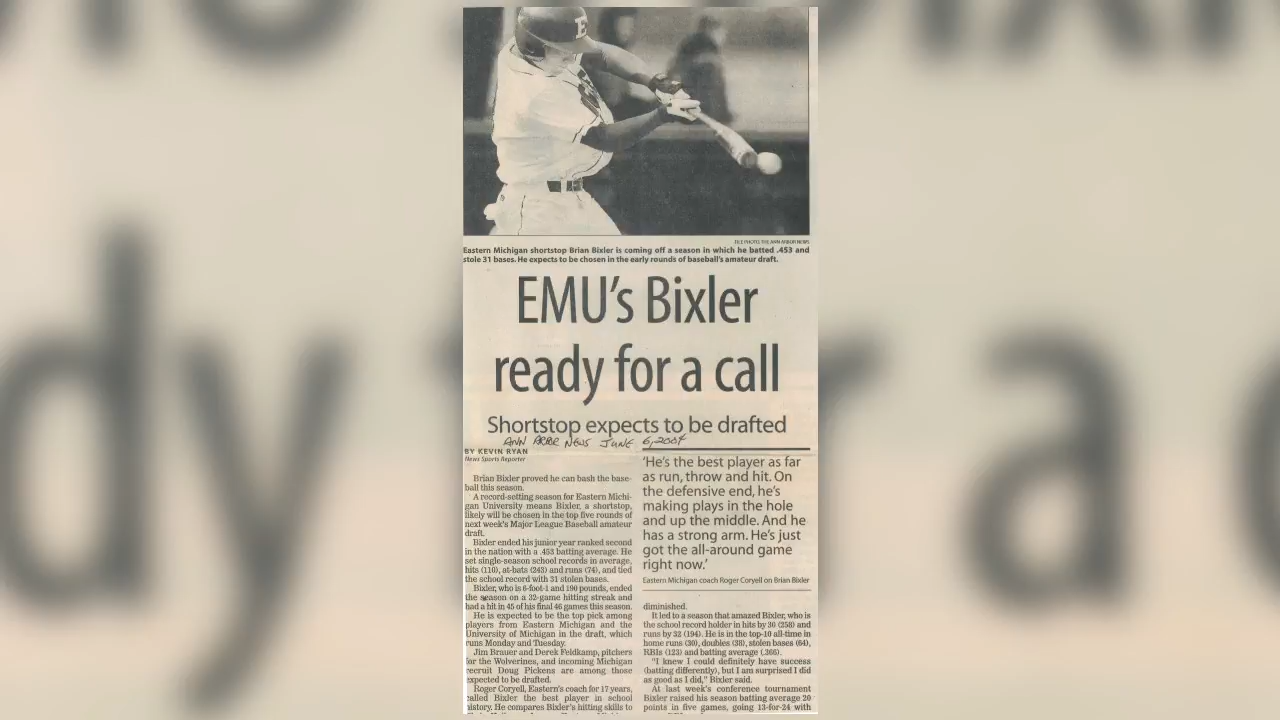 E
FILE PHOTO, THE ANN ARBOR NEWS
Eastern Michigan shortstop Brian Bixler is coming off a season in which he batted .453 and
stole 31 bases. He expects to be chosen in the early rounds of baseball's amateur draft.
EMU's Bixler
ready for a call
Shortstop expects to be drafted
ANN ARBOR NEWS JUNE 6, 2004
BY KEVIN RYAN
News Sports Reporter
Brian Bixler proved he can bash the base-
ball this season.
A record-setting season for Eastern Michi-
gan University means Bixler, a shortstop,
likely will be chosen in the top five rounds of
next week's Major League Baseball amateur
draft.
Bixler ended his junior year ranked second
in the nation with a .453 batting average. He
set single-season school records in average,
hits (110), at-bats (243) and runs (74), and tied
the school record with 31 stolen bases.
Bixler, who is 6-foot-1 and 190 pounds, ended
the season on a 32-game hitting streak and
had a hit in 45 of his final 46 games this season.
He is expected to be the top pick among
players from Eastern Michigan and the
University of Michigan in the draft, which
runs Monday and Tuesday.
Jim Brauer and Derek Feldkamp, pitchers
for the Wolverines, and incoming Michigan
recruit Doug Pickens are among those
expected to be drafted.
Roger Coryell, Eastern's coach for 17 years,
called Bixler the best player in school
history. He compares Bixler's hitting skills to
'He's the best player as far
as run, throw and hit. On
the defensive end, he's
making plays in the hole
and up the middle. And he
has a strong arm. He's just
got the all-around game
right now.'
Eastern Michigan coach Roger Coryell on Brian Bixler
diminished.
It led to a season that amazed Bixler, who is
the school record holder in hits by 30 (258) and
runs by 32 (194). He is in the top-10 all-time in
home runs (30), doubles (38), stolen bases (64),
RBIs (123) and batting average (.366).
"I knew I could definitely have success
(batting differently), but I am surprised I did
as good as I did," Bixler said.
At last week's conference tournament
Bixler raised his season batting average 20
points in five games, going 13-for-24 with